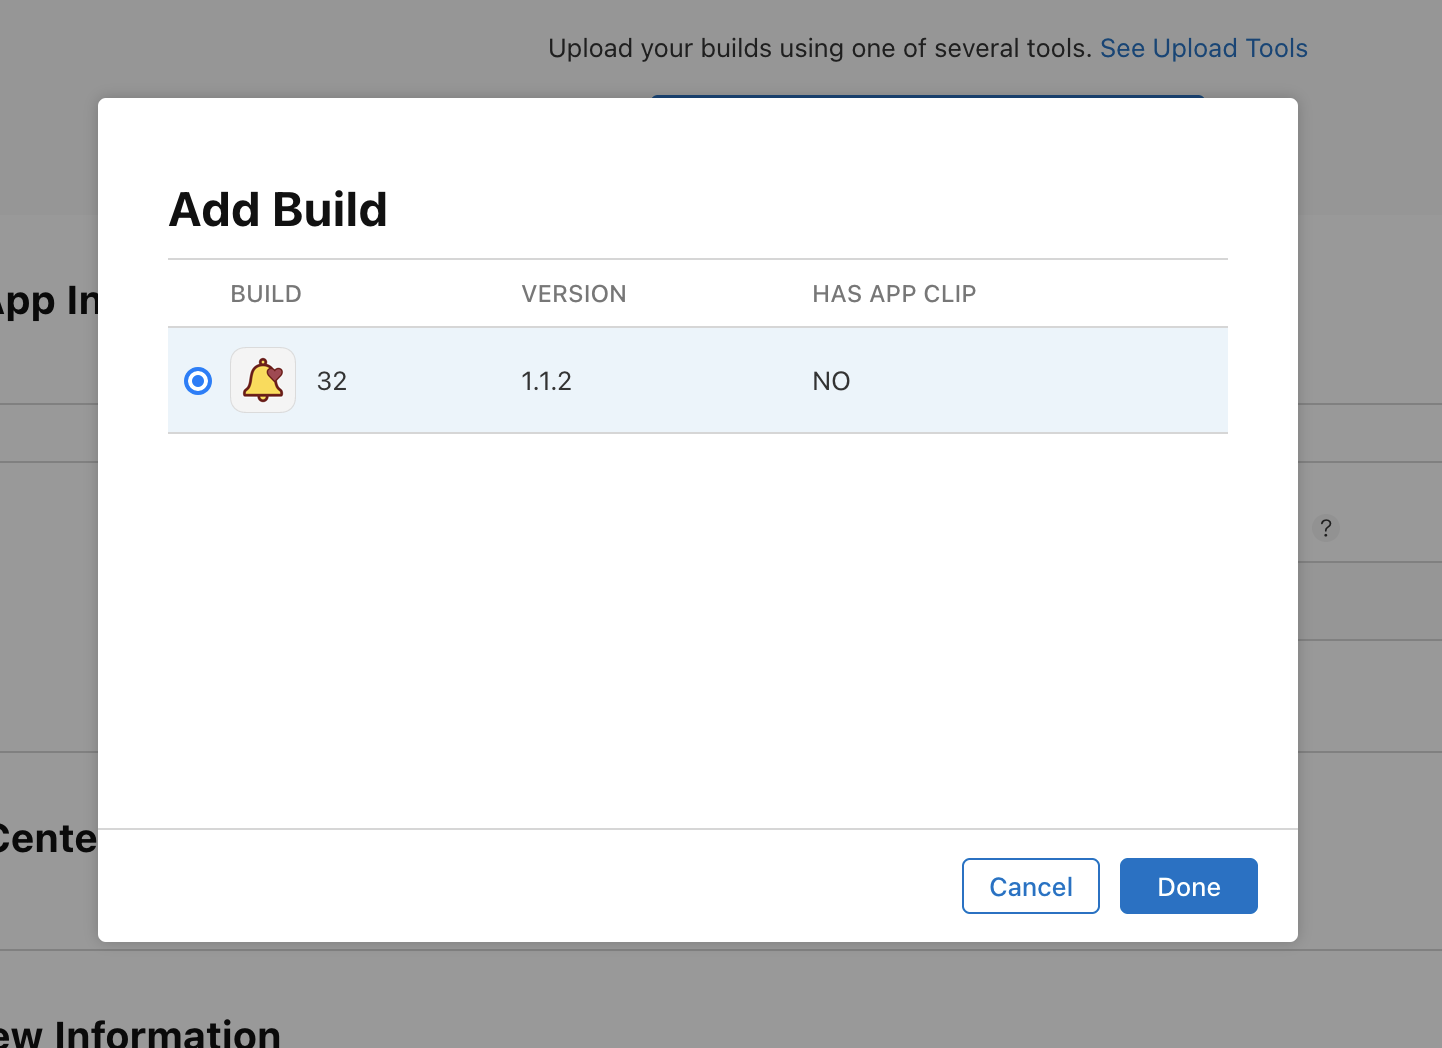 Upload your builds using one of several tools. See Upload Tools
Add Build
BUILD VERSION HAS APP CLIP
32 1.1.2 NO
App In
?
Cente
Cancel Done
ew Information